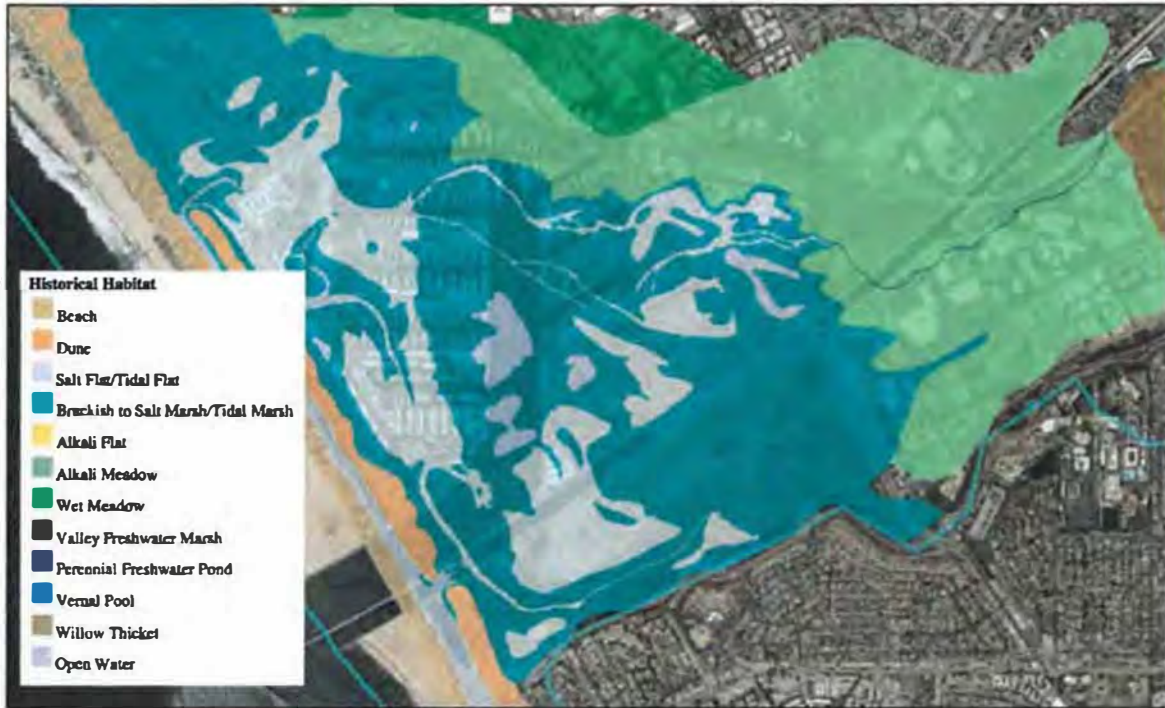 Historical Habitat
Beach
Dune
Salt Flat/Tidal Flat
Brackish to Salt Marsh/Tidal Marsh
Alkali Flat
Alkali Meadow
Wet Meadow
Valley Freshwater Marsh
Perennial Freshwater Pond
Vernal Pool
Willow Thicket
Open Water